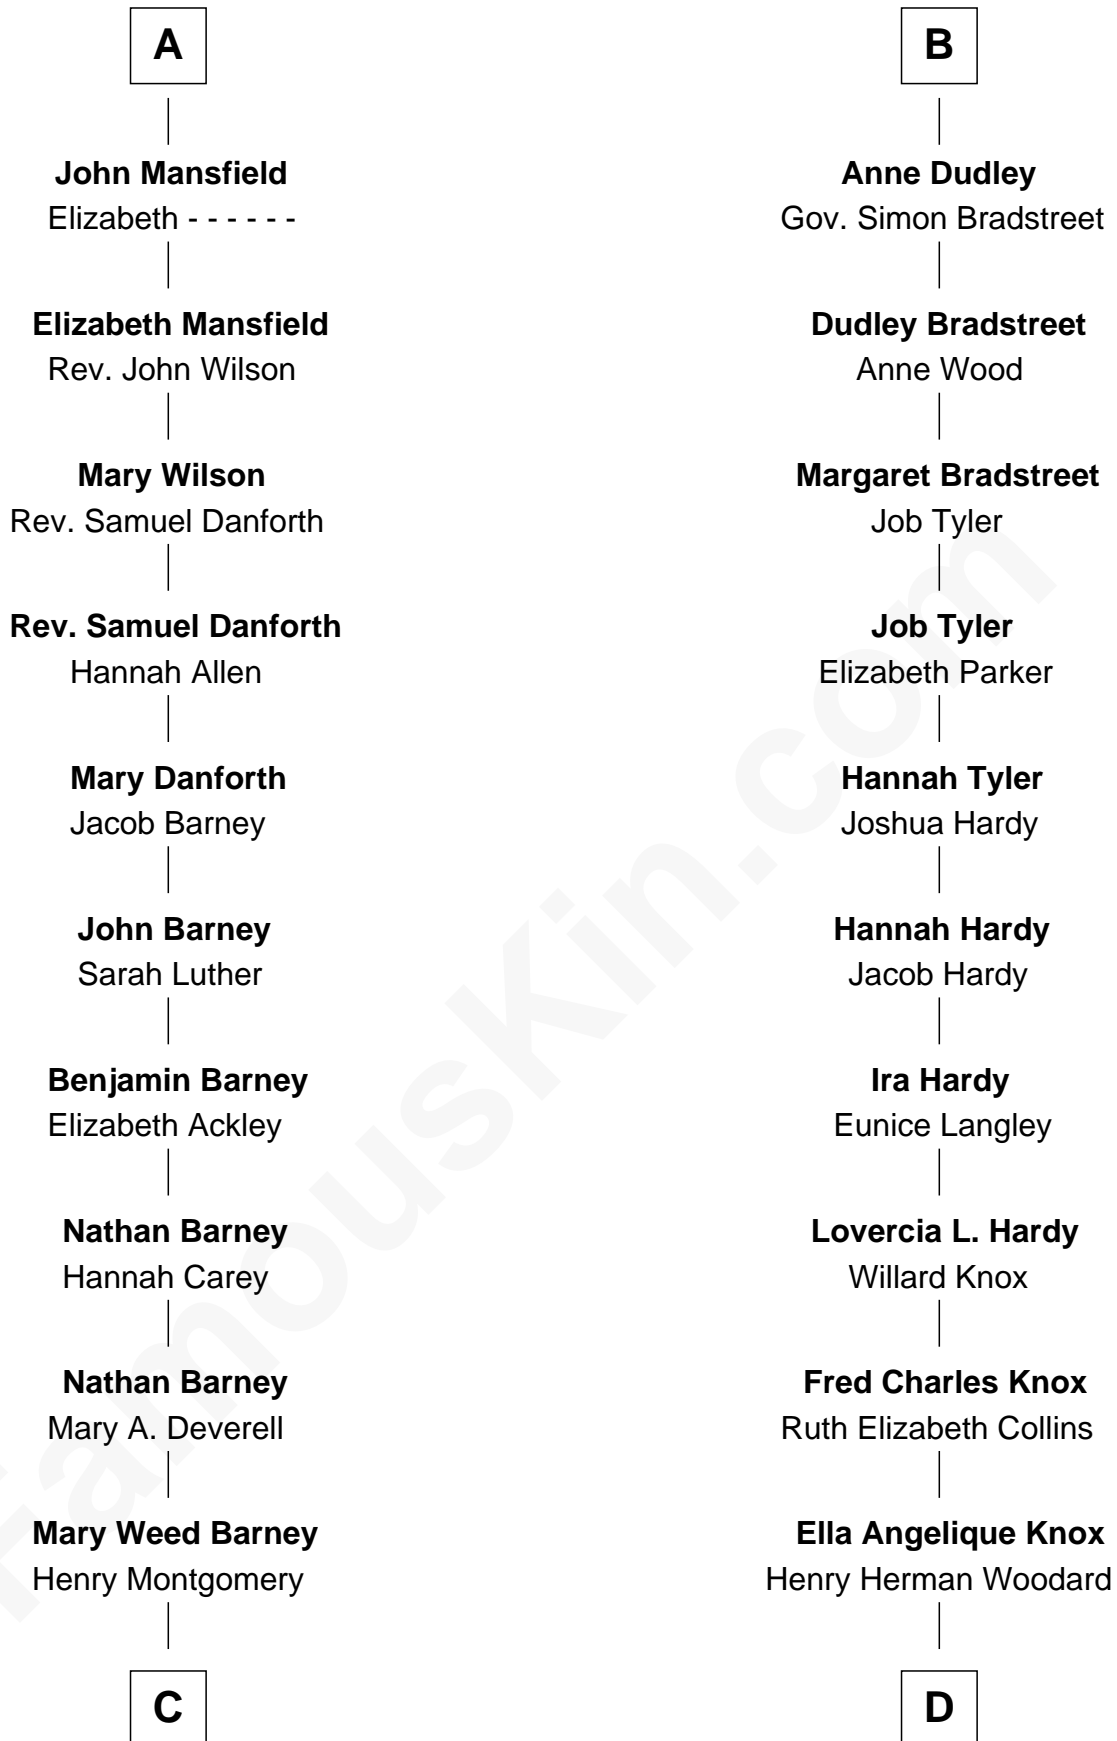 A
John Mansfield
Elizabeth - - - - - -
Elizabeth Mansfield
Rev. John Wilson
Mary Wilson
Rev. Samuel Danforth
Rev. Samuel Danforth
Hannah Allen
Mary Danforth
Jacob Barney
John Barney
Sarah Luther
Benjamin Barney
Elizabeth Ackley
Nathan Barney
Hannah Carey
Nathan Barney
Mary A. Deverell
Mary Weed Barney
Henry Montgomery
C
B
Anne Dudley
Gov. Simon Bradstreet
Dudley Bradstreet
Anne Wood
Margaret Bradstreet
Job Tyler
Job Tyler
Elizabeth Parker
Hannah Tyler
Joshua Hardy
Hannah Hardy
Jacob Hardy
Ira Hardy
Eunice Langley
Lovercia L. Hardy
Willard Knox
Fred Charles Knox
Ruth Elizabeth Collins
Ella Angelique Knox
Henry Herman Woodard
D
FamousKin.com